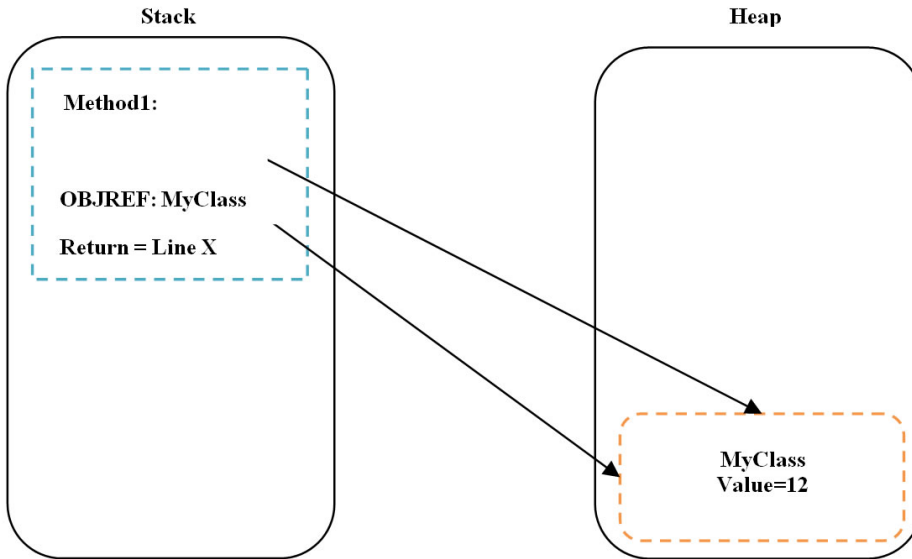 Stack
Heap
Method1:
OBJREF: MyClass
Return = Line X
MyClass
Value=12